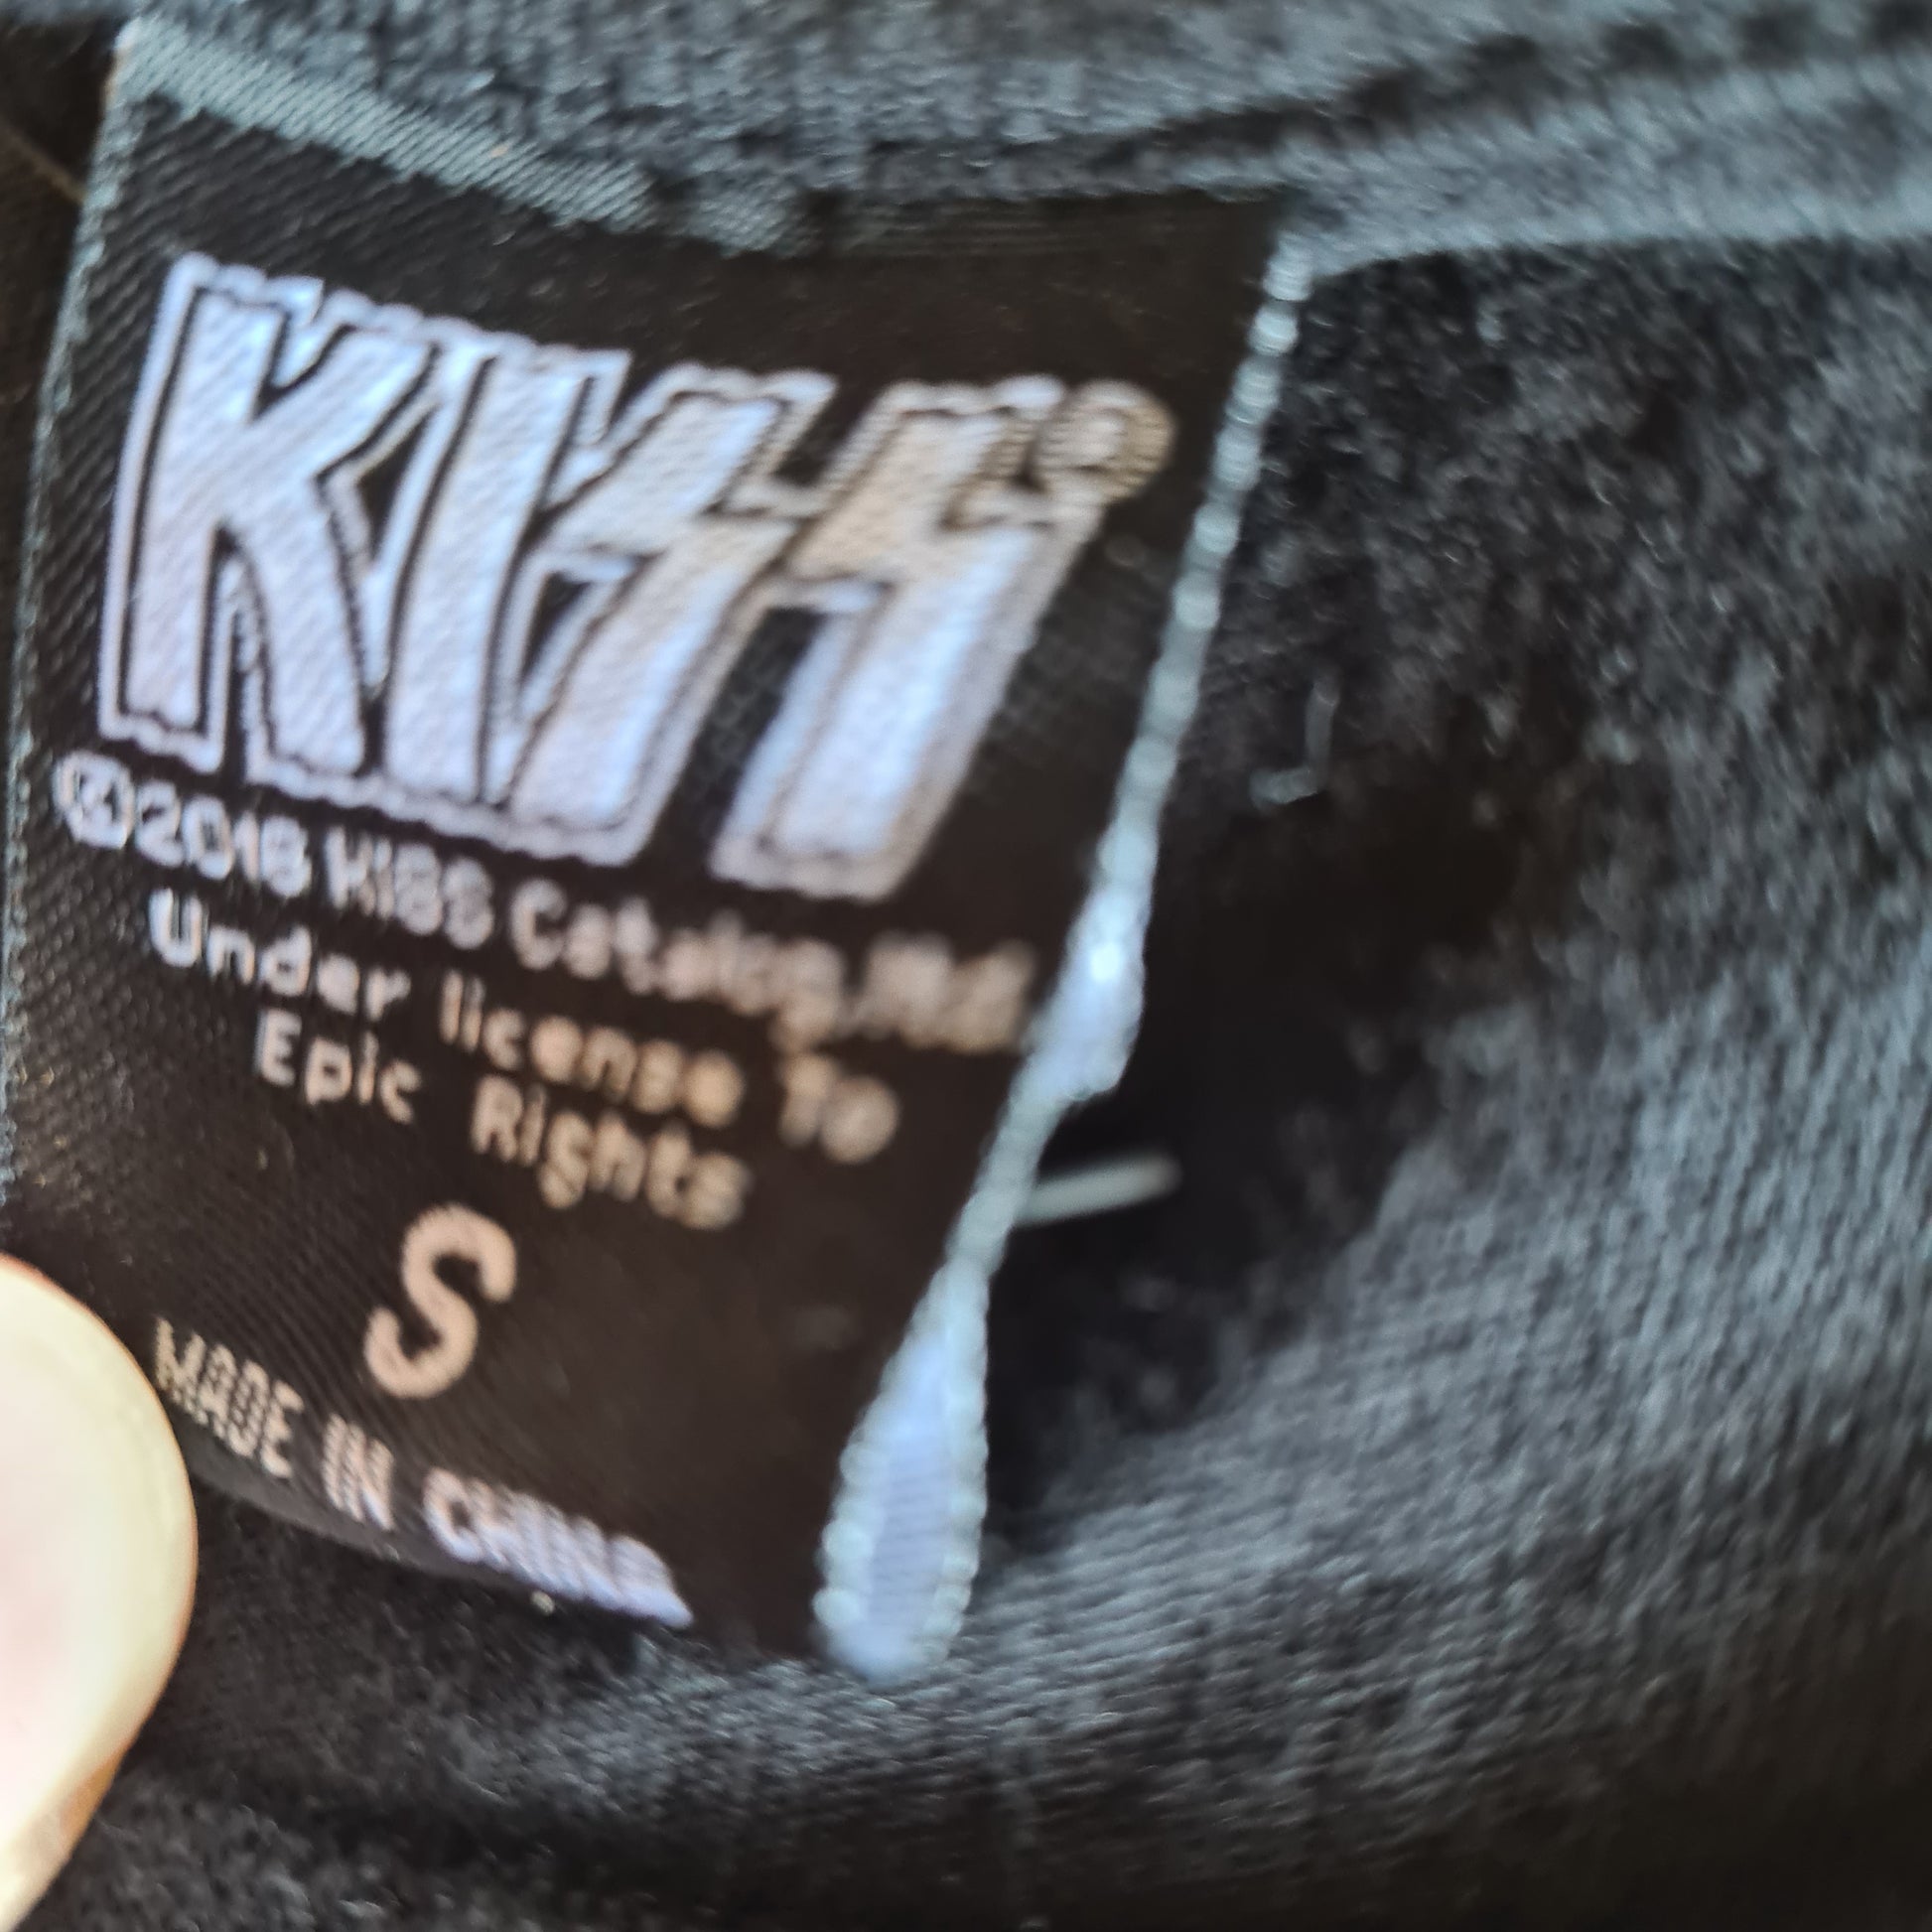 KISS®
©2018 KISS Catalog, Ltd.
Under license To
Epic Rights
S
MADE IN CHINA